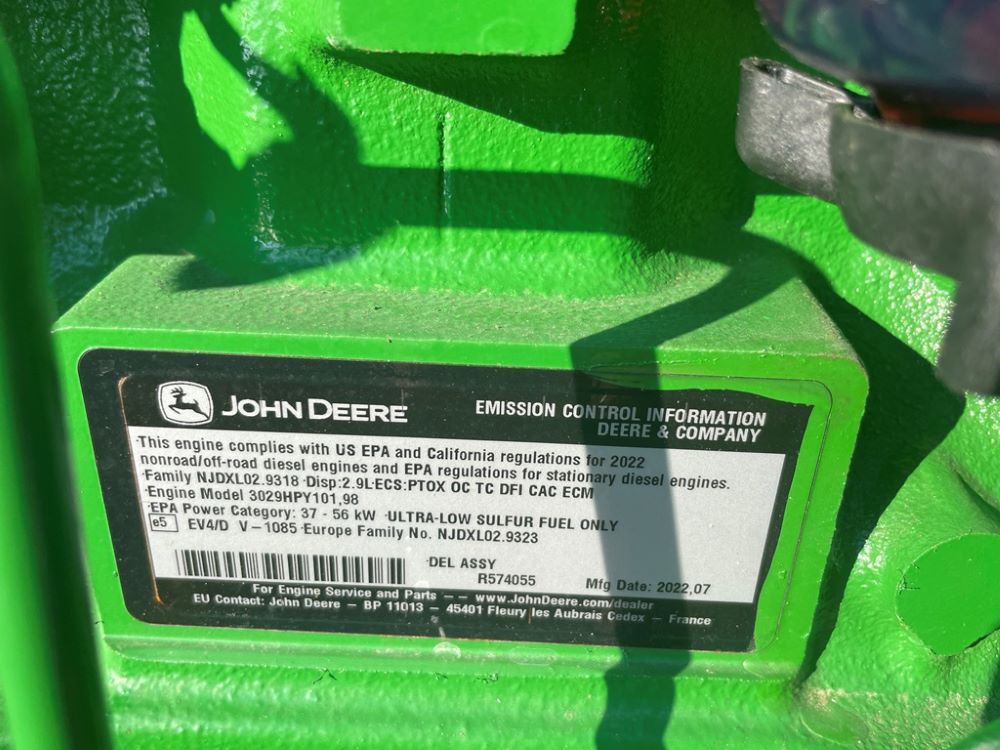 JOHN DEERE
EMISSION CONTROL INFORMATION
DEERE & COMPANY
·This engine complies with US EPA and California regulations for 2022
nonroad/off-road diesel engines and EPA regulations for stationary diesel engines.
·Family NJDXL02.9318 ·Disp:2.9L·ECS:PTOX OC TC DFI CAC ECM
·Engine Model 3029HPY101,98
·EPA Power Category: 37 - 56 kW ·ULTRA-LOW SULFUR FUEL ONLY
e5 EV4/D V-1085·Europe Family No. NJDXL02.9323
·DEL ASSY
R574055 Mfg Date: 2022,07
For Engine Service and Parts -- www.JohnDeere.com/dealer
EU Contact: John Deere - BP 11013 - 45401 Fleury les Aubrais Cedex - France